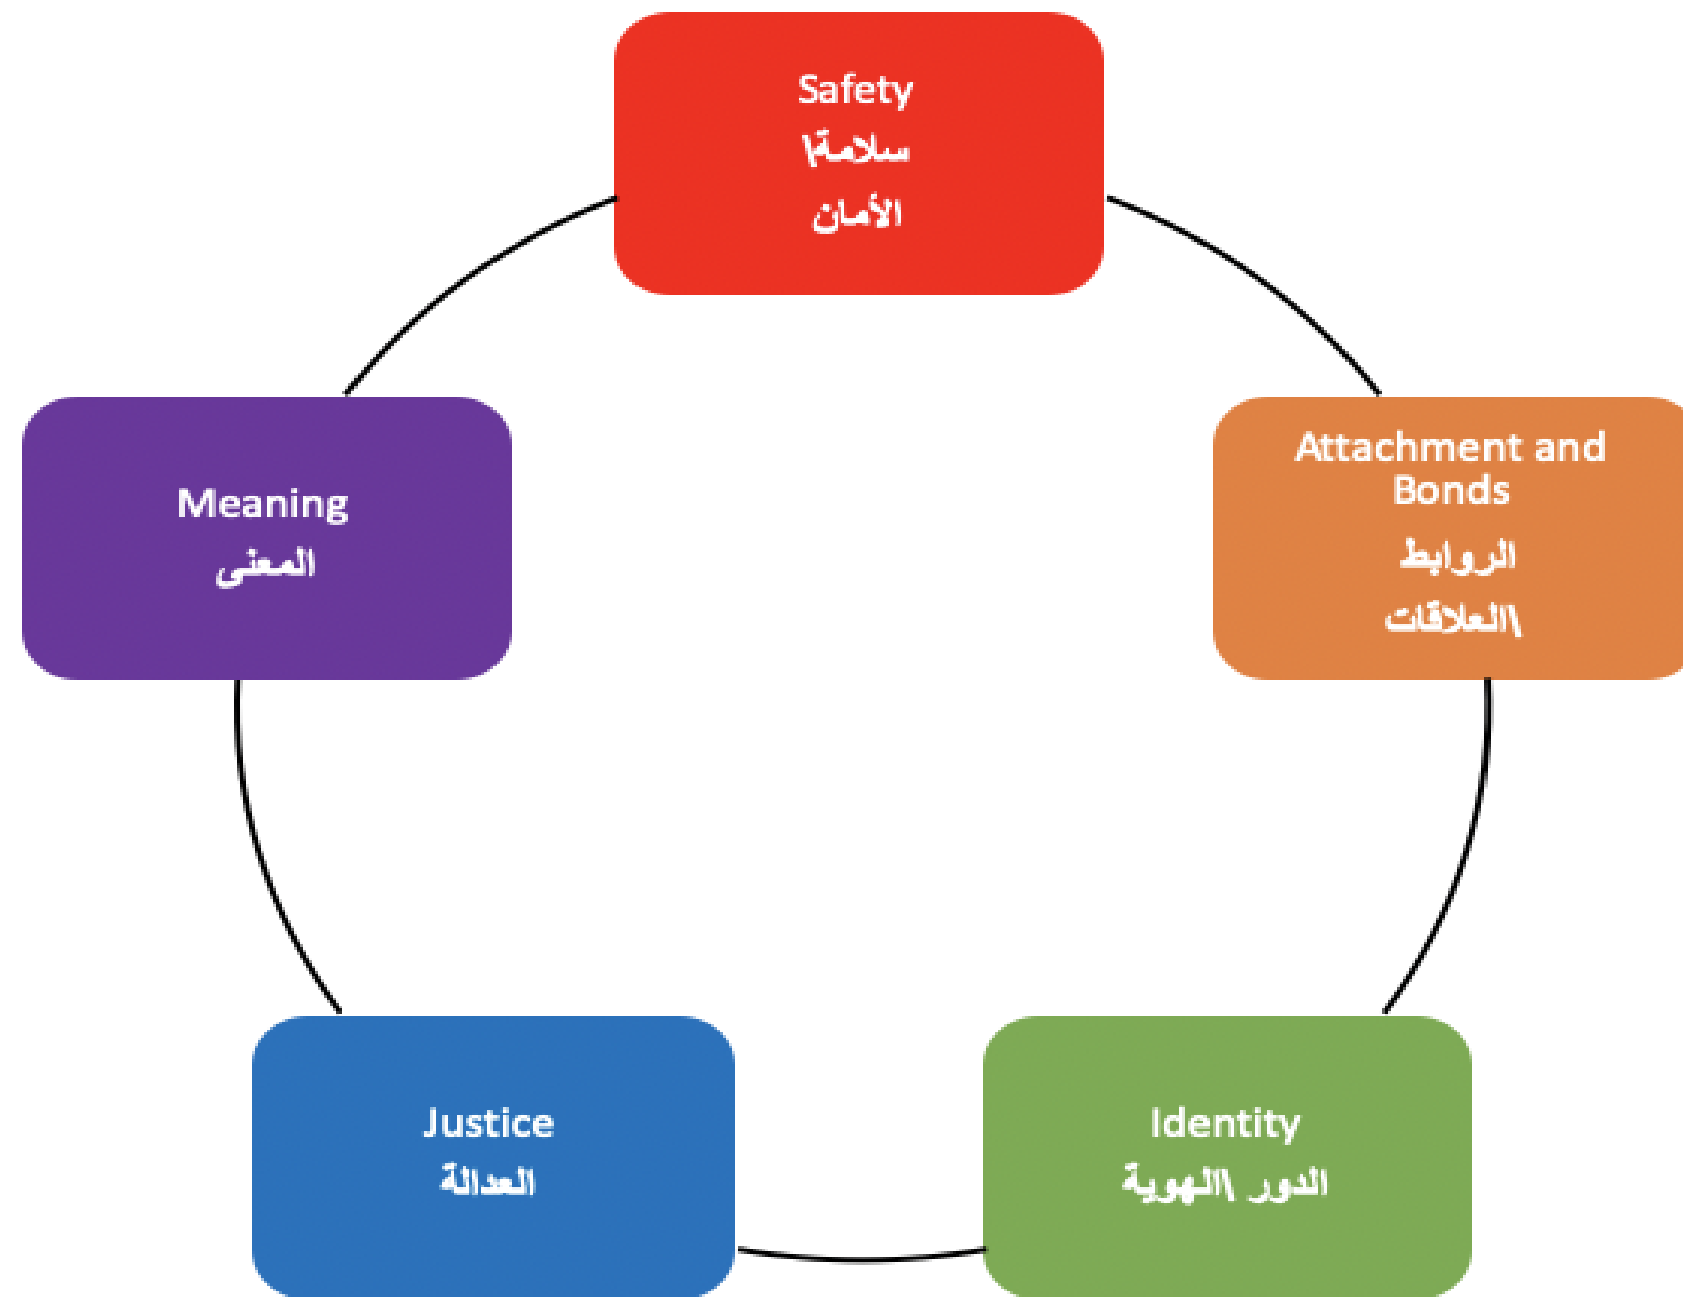 Safety
سلامة\
الأمان
Attachment and
Bonds
الروابط
\العلاقات
Identity
الدور \الهوية
Justice
العدالة
Meaning
المعنى